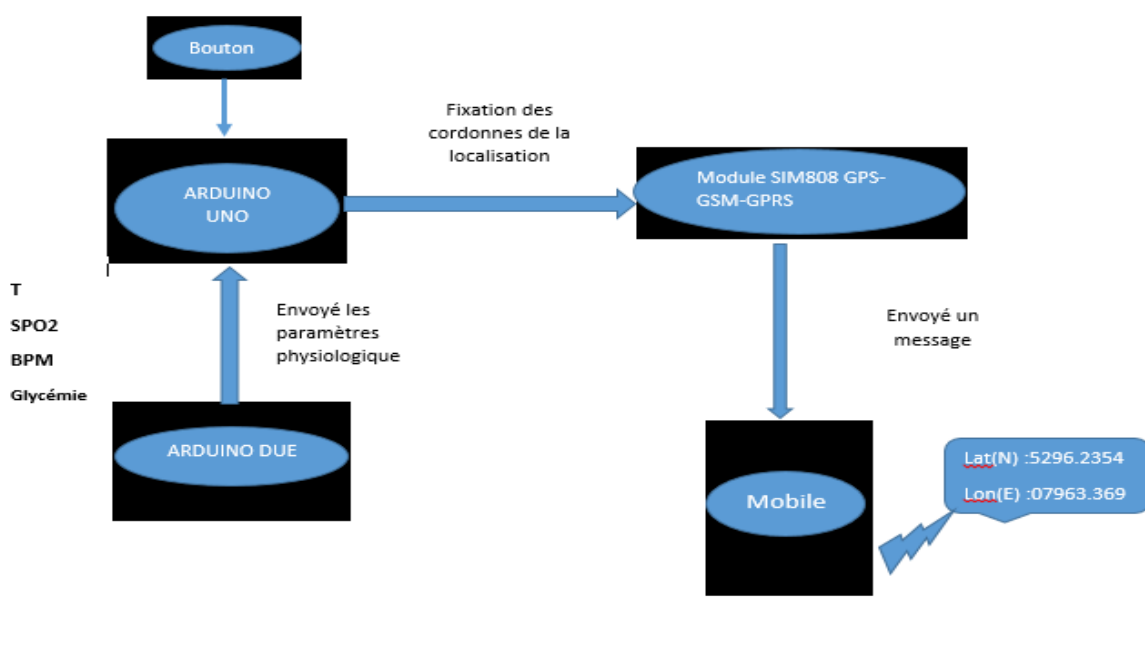 Bouton
Fixation des
cordonnes de la
localisation
ARDUINO
UNO
Module SIM808 GPS-
GSM-GPRS
T
SPO2
BPM
Glycémie
Envoyé les
paramètres
physiologique
Envoyé un
message
ARDUINO DUE
Mobile
Lat(N) :5296.2354
Lon(E) :07963.369